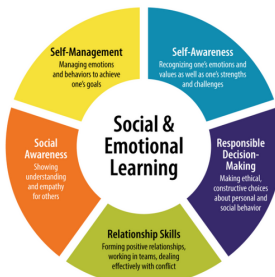 Self-Management
Managing emotions
and behaviors to achieve
one's goals
Self-Awareness
Recognizing one's emotions and
values as well as one's strengths
and challenges
Social
Awareness
Showing
understanding
and empathy
for others
Social &
Emotional
Learning
Responsible
Decision-
Making
Making ethical,
constructive choices
about personal and
social behavior
Relationship Skills
Forming positive relationships,
working in teams, dealing
effectively with conflict